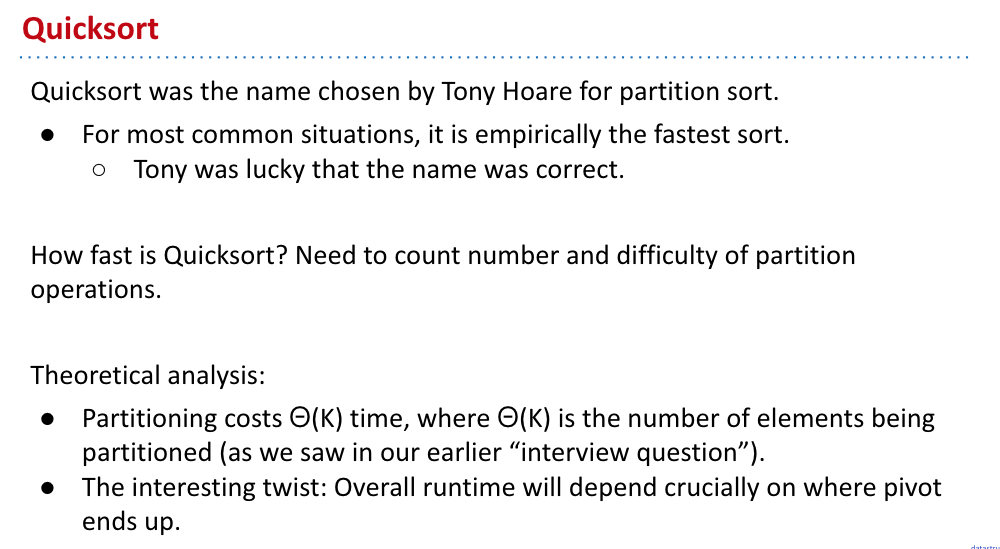 Quicksort
Quicksort was the name chosen by Tony Hoare for partition sort.
● For most common situations, it is empirically the fastest sort.
○ Tony was lucky that the name was correct.
How fast is Quicksort? Need to count number and difficulty of partition
operations.
Theoretical analysis:
● Partitioning costs Θ(K) time, where Θ(K) is the number of elements being
partitioned (as we saw in our earlier “interview question”).
● The interesting twist: Overall runtime will depend crucially on where pivot
ends up.